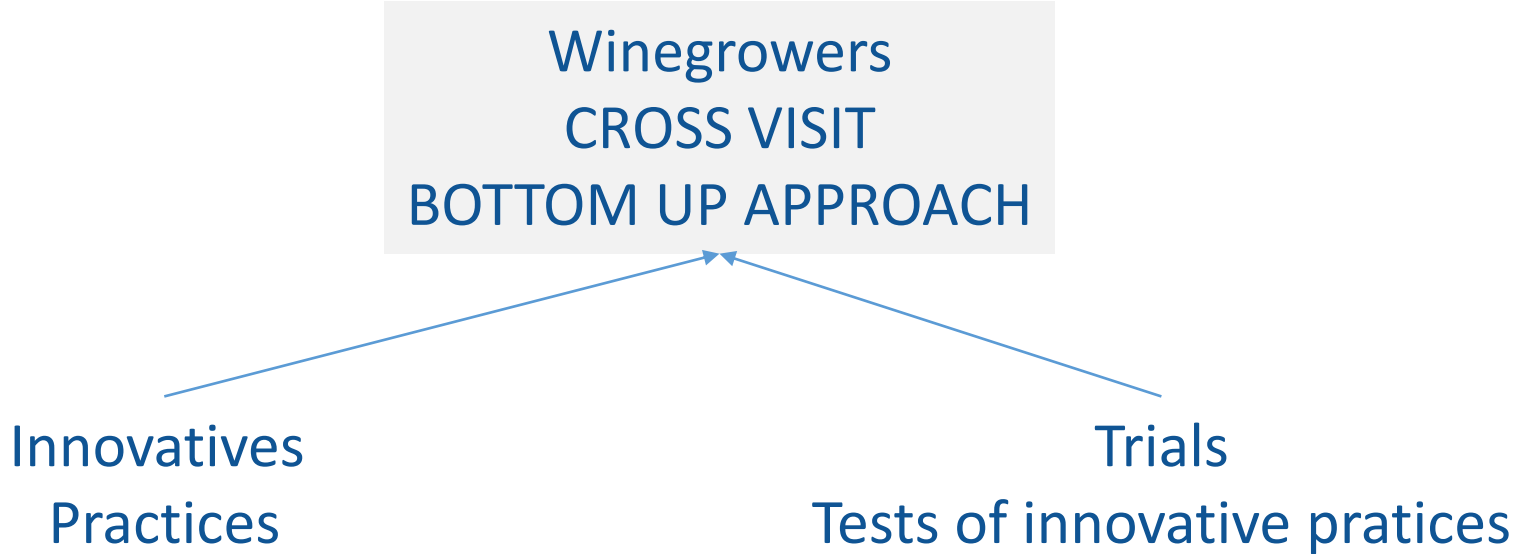 Winegrowers
CROSS VISIT
BOTTOM UP APPROACH
Innovatives
Practices
Trials
Tests of innovative pratices